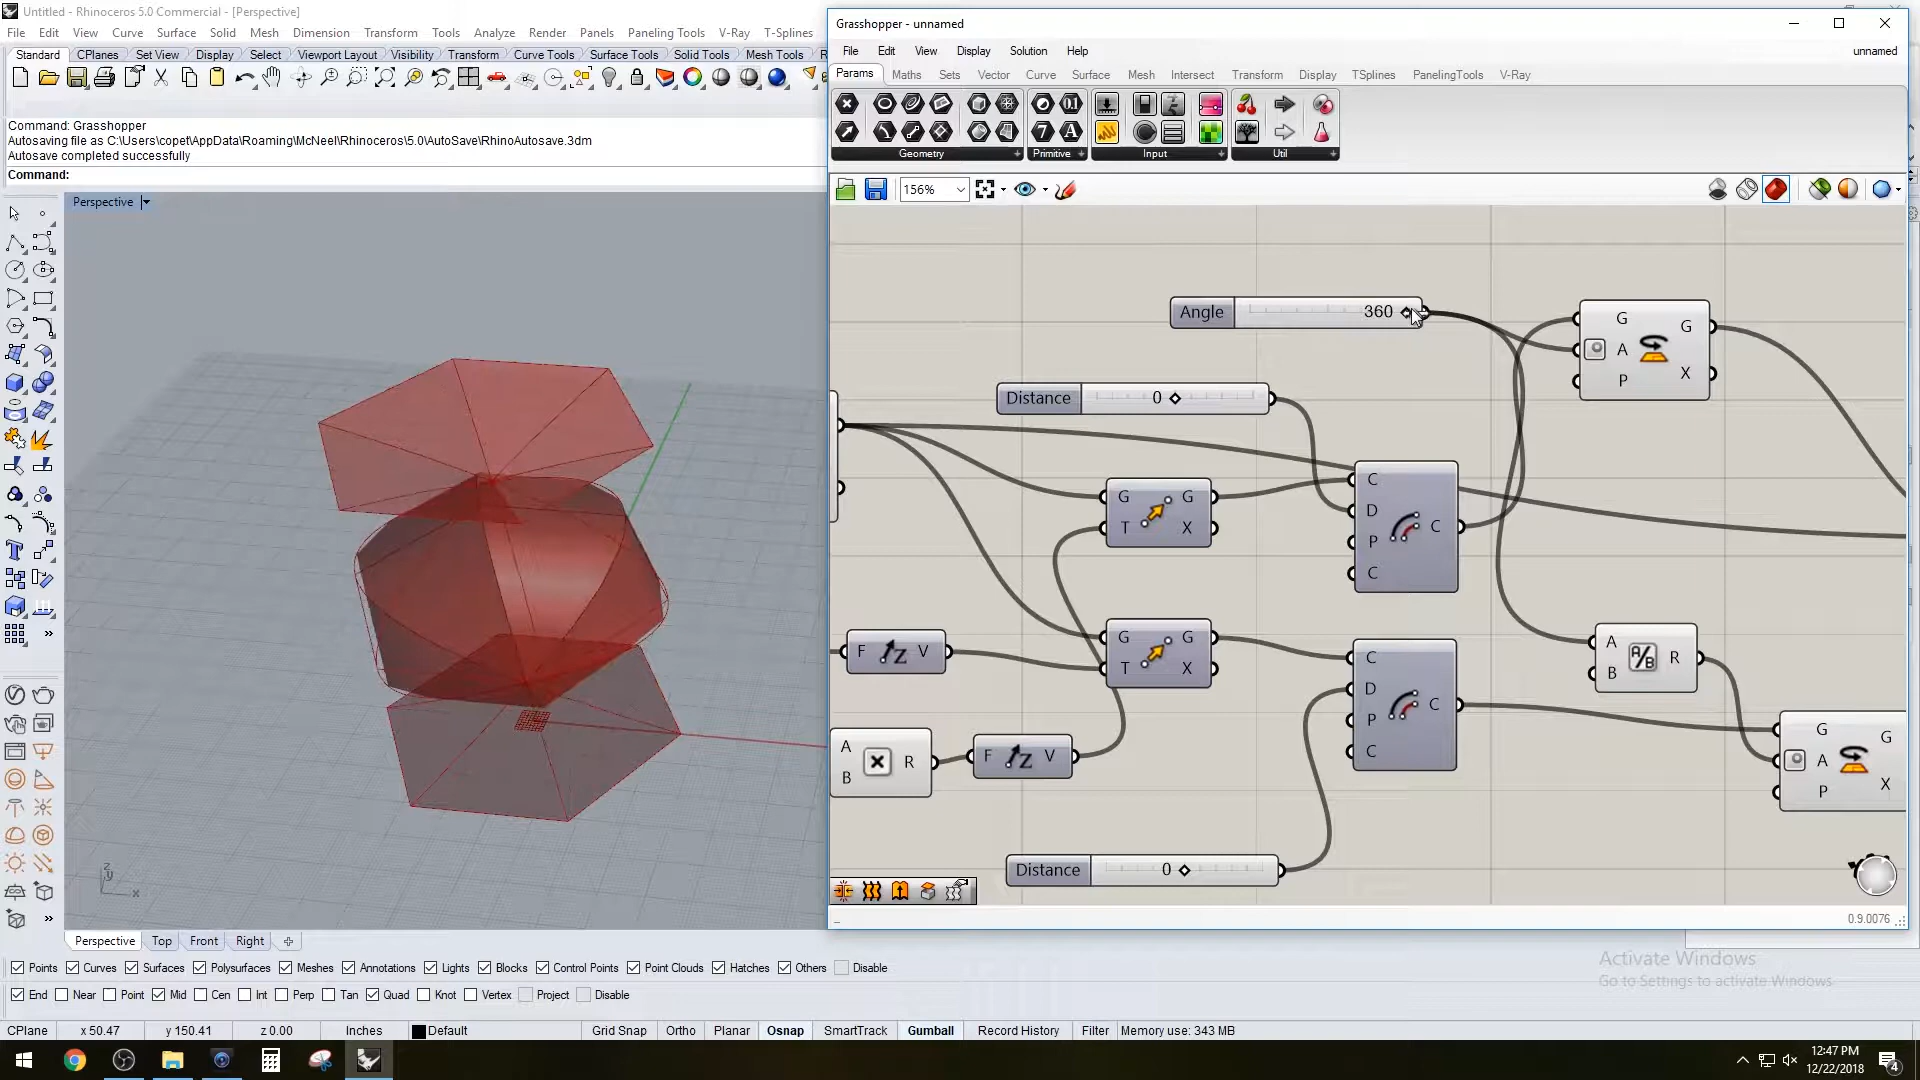 Untitled - Rhinoceros 5.0 Commercial - [Perspective]
File Edit View Curve Surface Solid Mesh Dimension Transform Tools Analyze Render Panels Paneling Tools V-Ray T-Splines
Standard CPlanes Set View Display Select Viewport Layout Visibility Transform Curve Tools Surface Tools Solid Tools Mesh Tools
Command: Grasshopper
Autosaving file as C:\Users\copet\AppData\Roaming\McNeel\Rhinoceros\5.0\AutoSave\RhinoAutosave.3dm
Autosave completed successfully
Command:
Perspective
z
y
x
Grasshopper - unnamed
File Edit View Display Solution Help unnamed
Params Maths Sets Vector Curve Surface Mesh Intersect Transform Display TSplines PanelingTools V-Ray
Geometry Primitive Input Util
156%
Angle 360
G A P G X
Distance 0
G T G X
C D P C C
F Z V
G T G X
C D P C C
A B A/B R
A B R
F Z V
G A P G X
Distance 0
0.9.0076
Perspective Top Front Right
Points Curves Surfaces Polysurfaces Meshes Annotations Lights Blocks Control Points Point Clouds Hatches Others Disable
End Near Point Mid Cen Int Perp Tan Quad Knot Vertex Project Disable
Activate Windows
Go to Settings to activate Windows.
CPlane x 50.47 y 150.41 z 0.00 Inches Default Grid Snap Ortho Planar Osnap SmartTrack Gumball Record History Filter Memory use: 343 MB
12:47 PM
12/22/2018
4